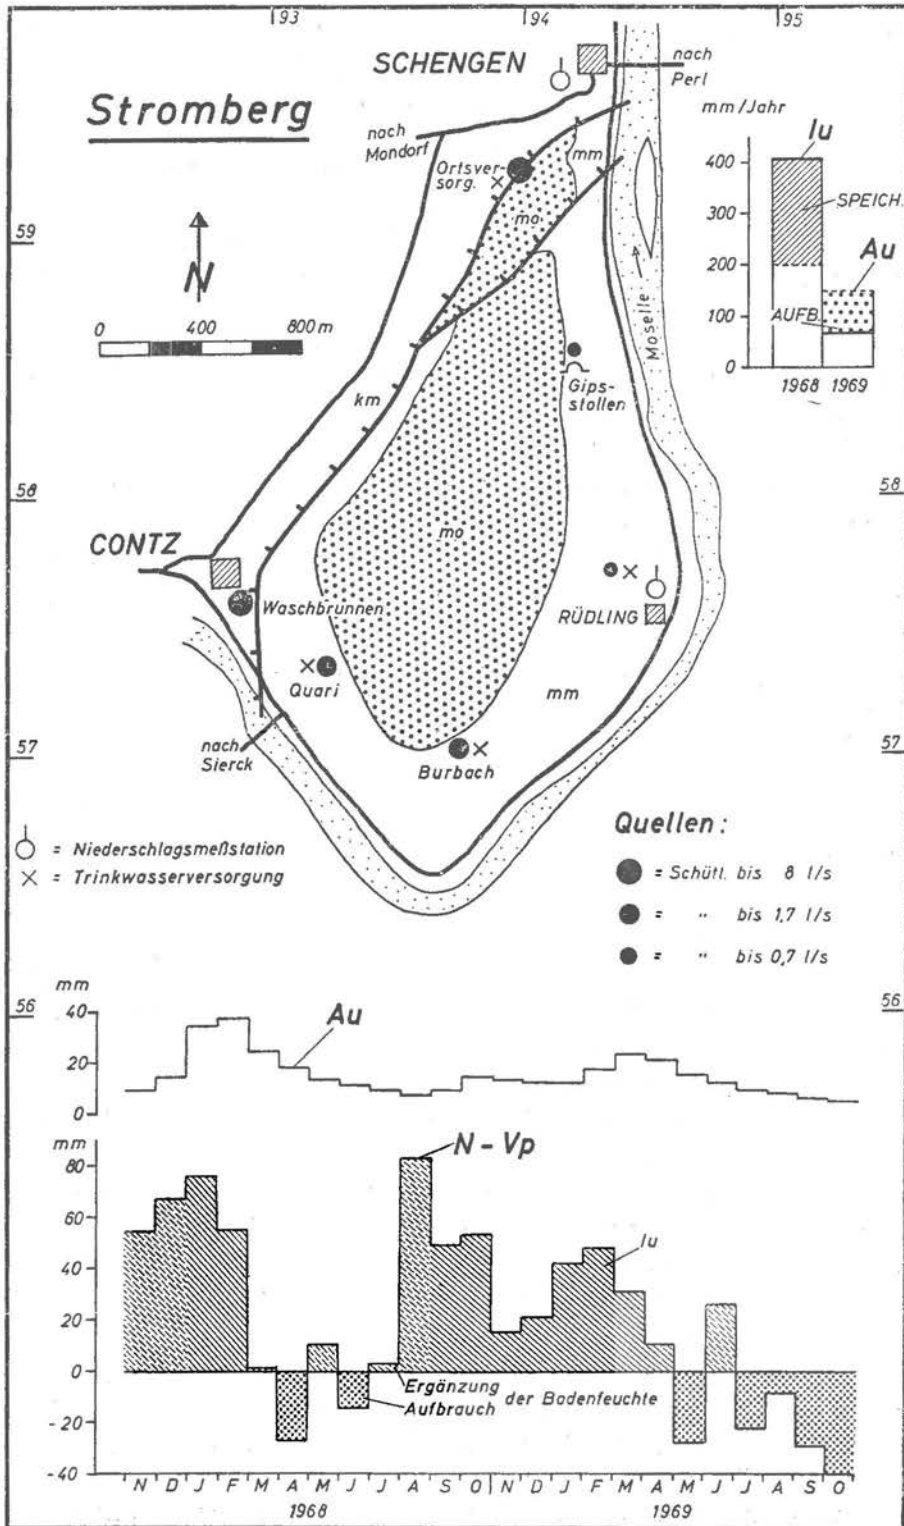 93 94 95
SCHENGEN
nach
Perl
Stromberg
nach
Mondorf
mm/Jahr
Iu
400
SPEICH.
300
Au
200
AUFB.
100
0
1968 1969
Ortsver-
sorg.
mm
mo
59
N
0 400 800 m
Moselle
Gips-
stollen
km
58 58
mo
CONTZ
Waschbrunnen
RÜDLING
Quari
mm
57 57
nach
Sierck
Burbach
= Niederschlagsmeßstation
× = Trinkwasserversorgung
Quellen :
= Schütt. bis 8 l/s
= " bis 1,7 l/s
= " bis 0,7 l/s
56 56
mm
40
Au
20
0
mm
N - Vp
80
60
Iu
40
20
0
Ergänzung
Aufbrauch der Bodenfeuchte
-20
-40
N D J F M A M J J A S O N D J F M A M J J A S O
1968 1969